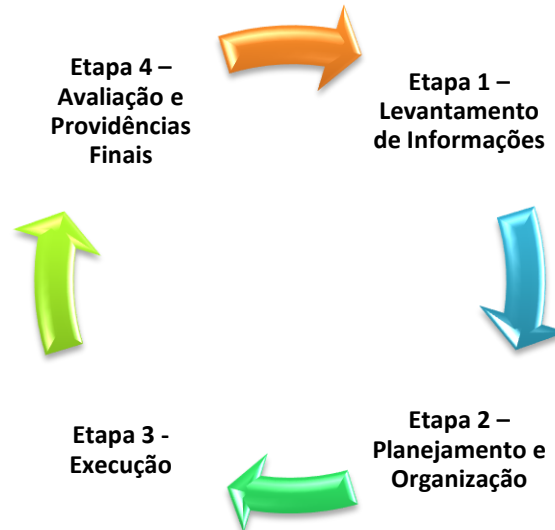 Etapa 4 –
Avaliação e
Providências
Finais
Etapa 1 –
Levantamento
de Informações
Etapa 3 -
Execução
Etapa 2 –
Planejamento e
Organização